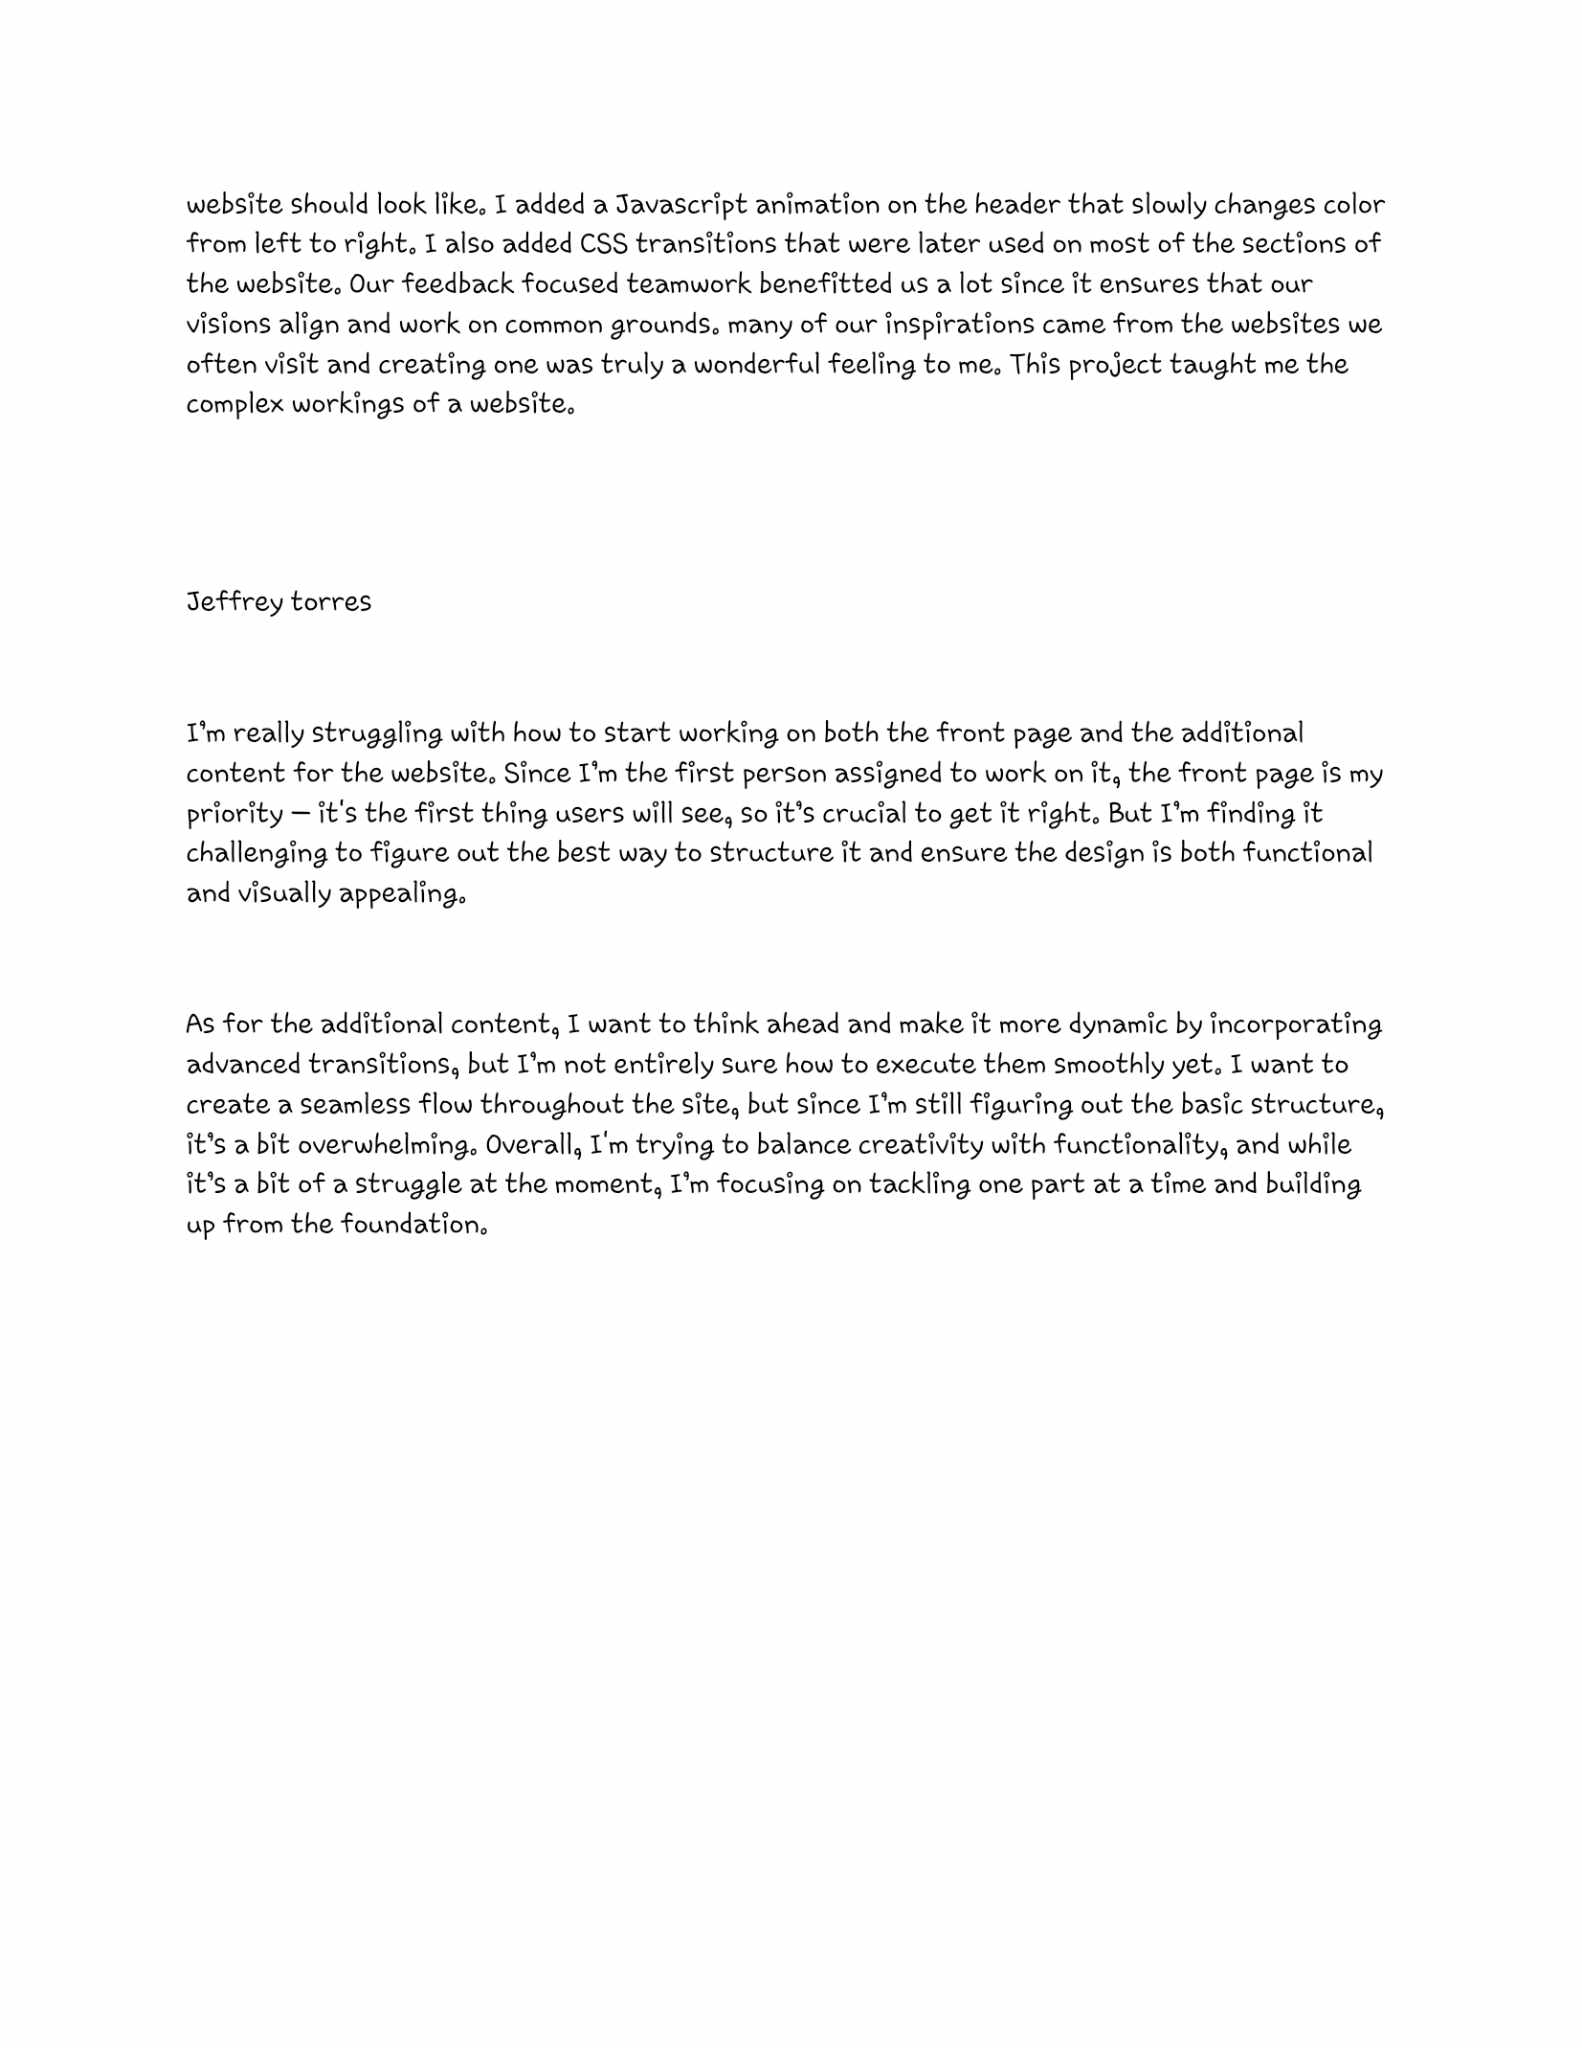 website should look like. I added a Javascript animation on the header that slowly changes color
from left to right. I also added CSS transitions that were later used on most of the sections of
the website. Our feedback focused teamwork benefitted us a lot since it ensures that our
visions align and work on common grounds. many of our inspirations came from the websites we
often visit and creating one was truly a wonderful feeling to me. This project taught me the
complex workings of a website.
Jeffrey torres
I’m really struggling with how to start working on both the front page and the additional
content for the website. Since I’m the first person assigned to work on it, the front page is my
priority — it's the first thing users will see, so it’s crucial to get it right. But I’m finding it
challenging to figure out the best way to structure it and ensure the design is both functional
and visually appealing.
As for the additional content, I want to think ahead and make it more dynamic by incorporating
advanced transitions, but I’m not entirely sure how to execute them smoothly yet. I want to
create a seamless flow throughout the site, but since I’m still figuring out the basic structure,
it’s a bit overwhelming. Overall, I'm trying to balance creativity with functionality, and while
it’s a bit of a struggle at the moment, I’m focusing on tackling one part at a time and building
up from the foundation.